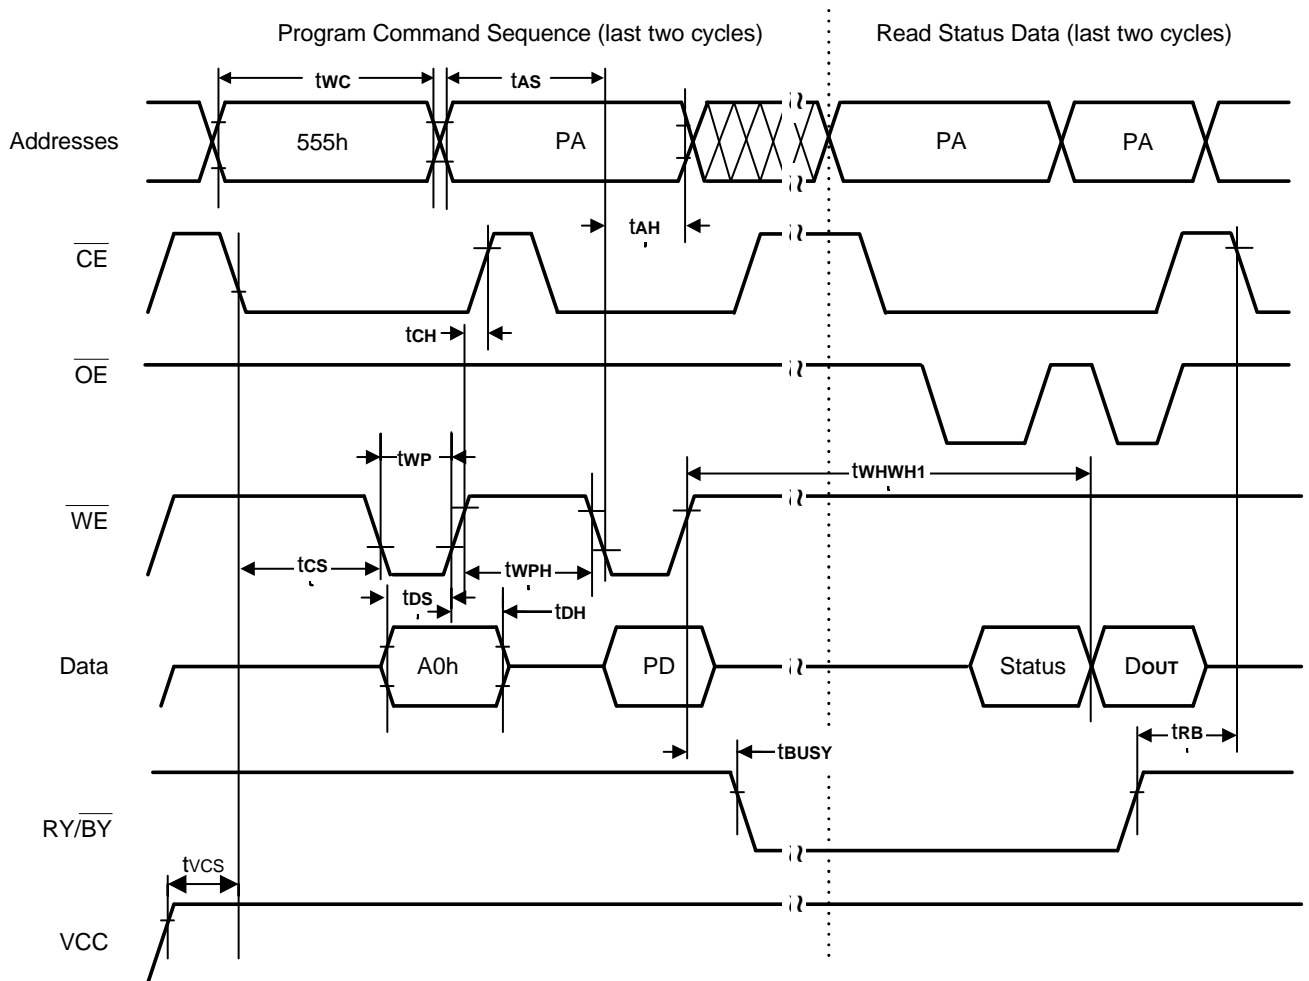 Program Command Sequence (last two cycles)
Read Status Data (last two cycles)
tWC
tAS
Addresses
555h
PA
PA
PA
tAH
CE
tCH
OE
tWP
tWHWH1
WE
tCS
tWPH
tDS
tDH
Data
A0h
PD
Status
DOUT
tRB
tBUSY
RY/BY
tVCS
VCC